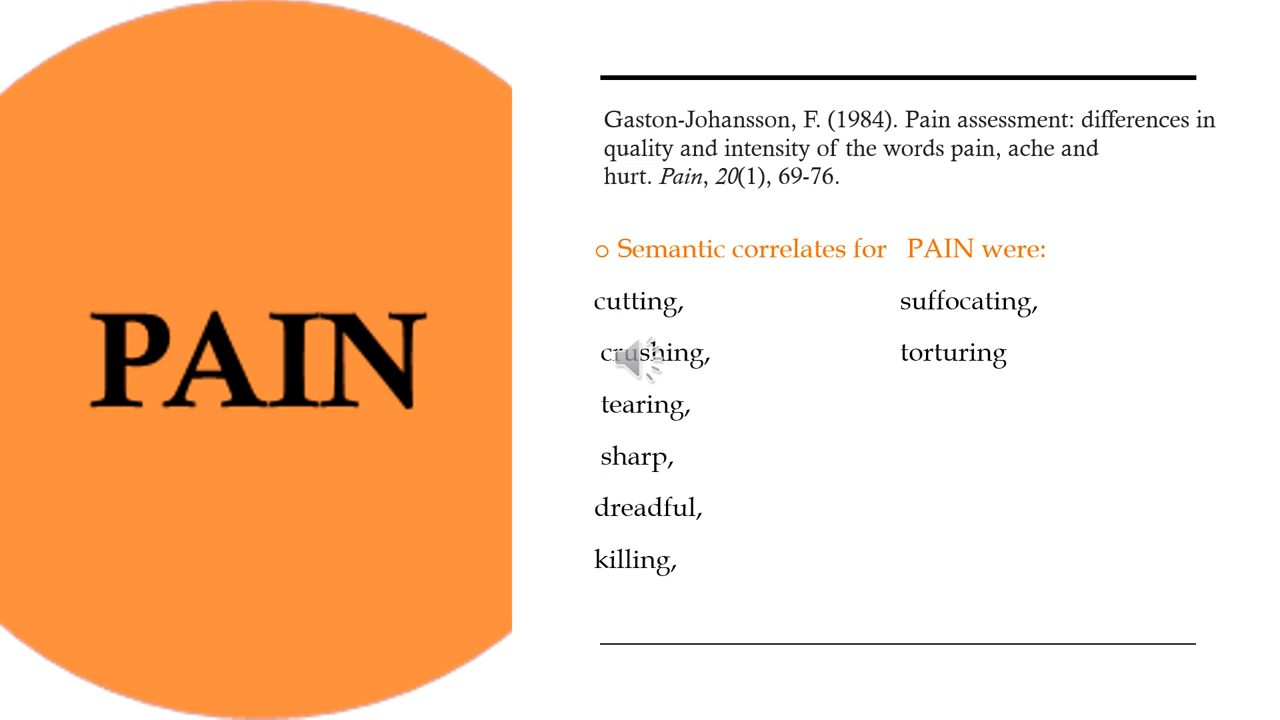 PAIN
Gaston-Johansson, F. (1984). Pain assessment: differences in
quality and intensity of the words pain, ache and
hurt. Pain, 20(1), 69-76.
o Semantic correlates for PAIN were:
cutting,
crushing,
tearing,
sharp,
dreadful,
killing,
suffocating,
torturing